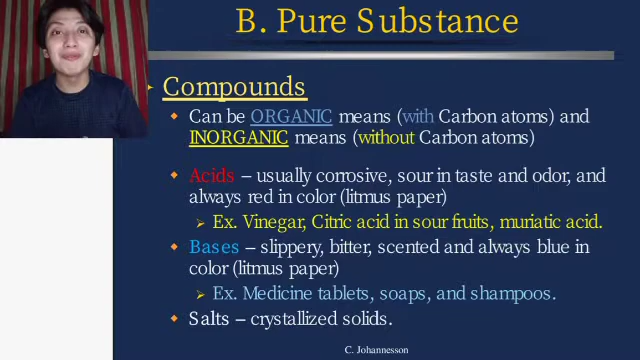 B. Pure Substance
Compounds
Can be ORGANIC means (with Carbon atoms) and
INORGANIC means (without Carbon atoms)
Acids – usually corrosive, sour in taste and odor, and
always red in color (litmus paper)
Ex. Vinegar, Citric acid in sour fruits, muriatic acid.
Bases – slippery, bitter, scented and always blue in
color (litmus paper)
Ex. Medicine tablets, soaps, and shampoos.
Salts – crystallized solids.
C. Johannesson